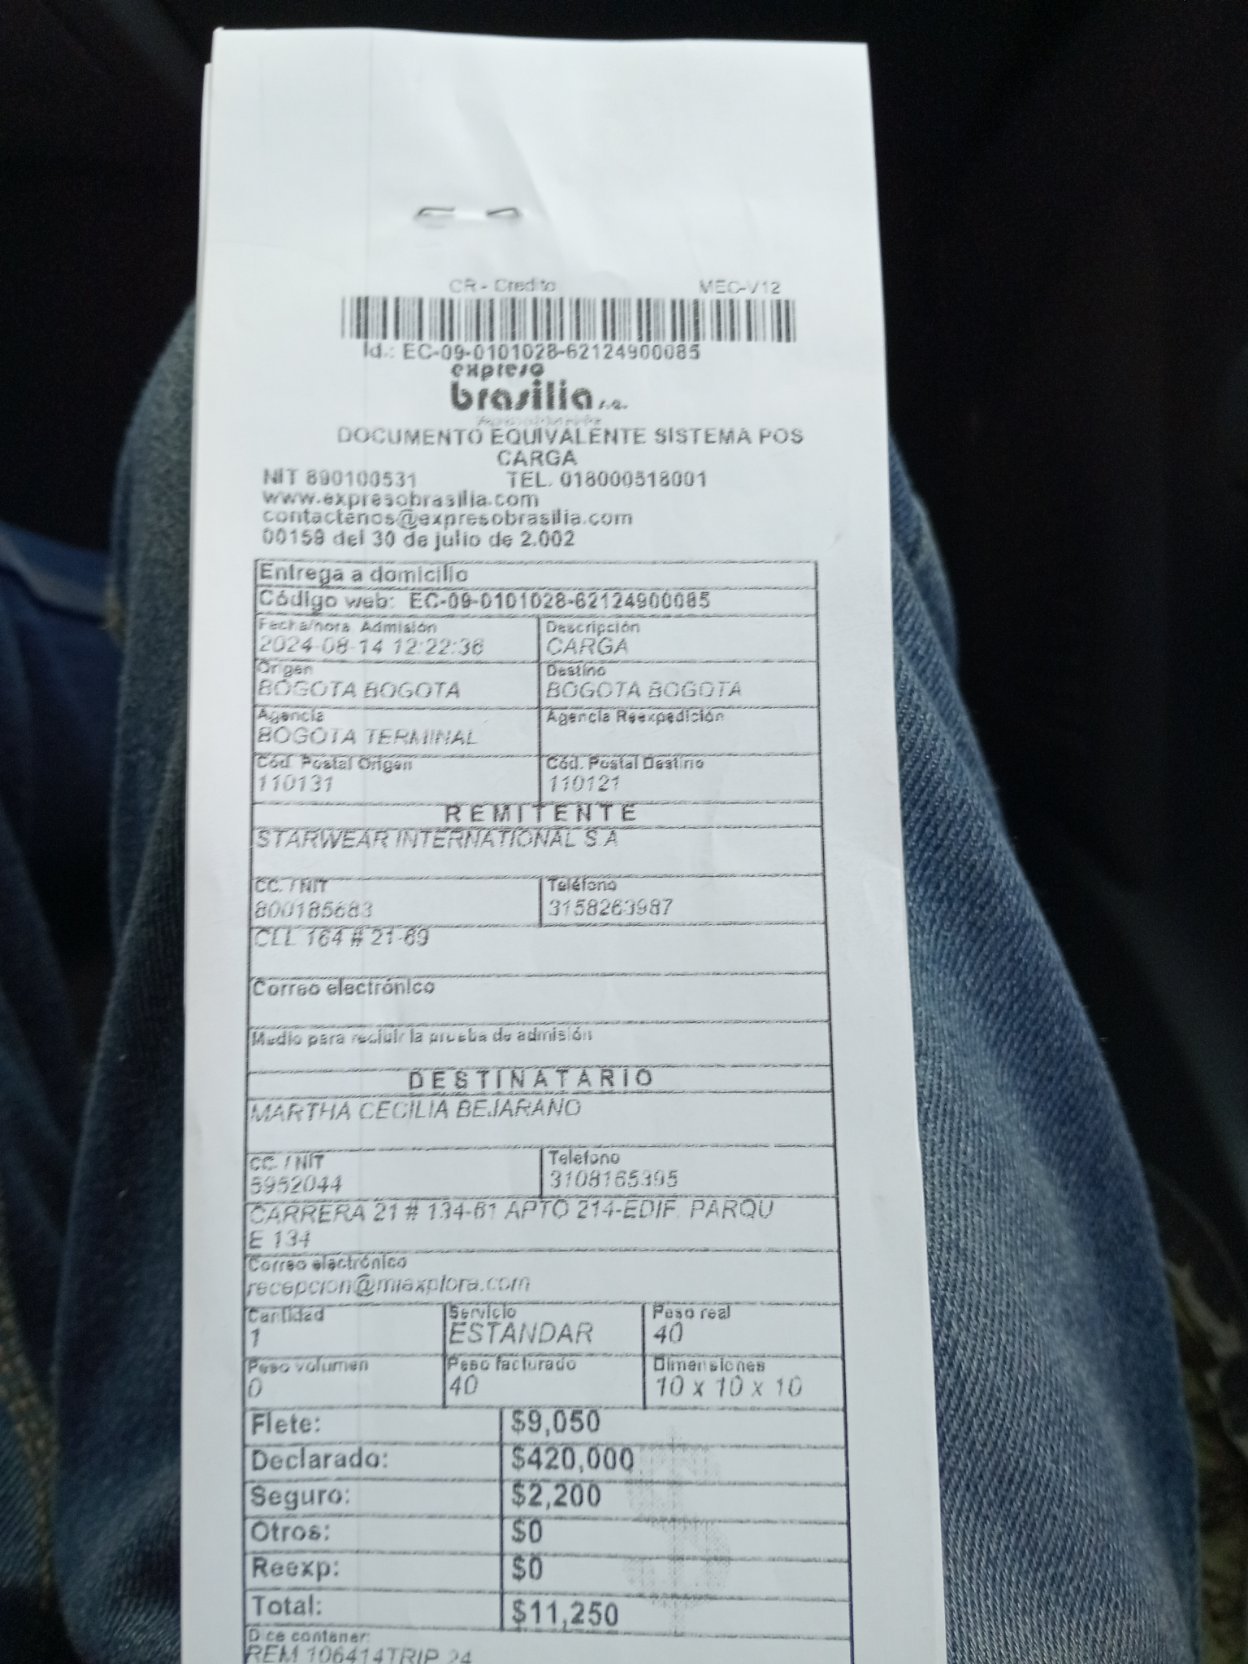 CR - Credito MEC-V12
Id.: EC-09-0101028-62124900085
expreso
brasilia s.a.
DOCUMENTO EQUIVALENTE SISTEMA POS
CARGA
NIT 890100531 TEL. 018000518001
www.expresobrasilia.com
contactenos@expresobrasilia.com
00159 del 30 de julio de 2.002
Entrega a domicilio
Código web: EC-09-0101028-62124900085
Fecha/hora Admisión Descripción
2024-08-14 12:22:36 CARGA
Origen Destino
BOGOTA BOGOTA BOGOTA BOGOTA
Agencia Agencia Reexpedición
BOGOTA TERMINAL
Cód. Postal Origen Cód. Postal Destino
110131 110121
REMITENTE
STARWEAR INTERNATIONAL S.A
CC. / NIT Teléfono
800185683 3158263987
CLL 164 # 21-69
Correo electrónico
Medio para recibir la prueba de admisión
DESTINATARIO
MARTHA CECILIA BEJARANO
CC. / NIT Telefono
5952044 3108165395
CARRERA 21 # 134-61 APTO 214-EDIF. PARQU
E 134
Correo electrónico
recepcion@miexplora.com
Cantidad Servicio Peso real
1 ESTANDAR 40
Peso volumen Peso facturado Dimensiones
0 40 10 x 10 x 10
Flete: $9,050
Declarado: $420,000
Seguro: $2,200
Otros: $0
Reexp: $0
Total: $11,250
Dice contener:
REM 106414TRIP 24